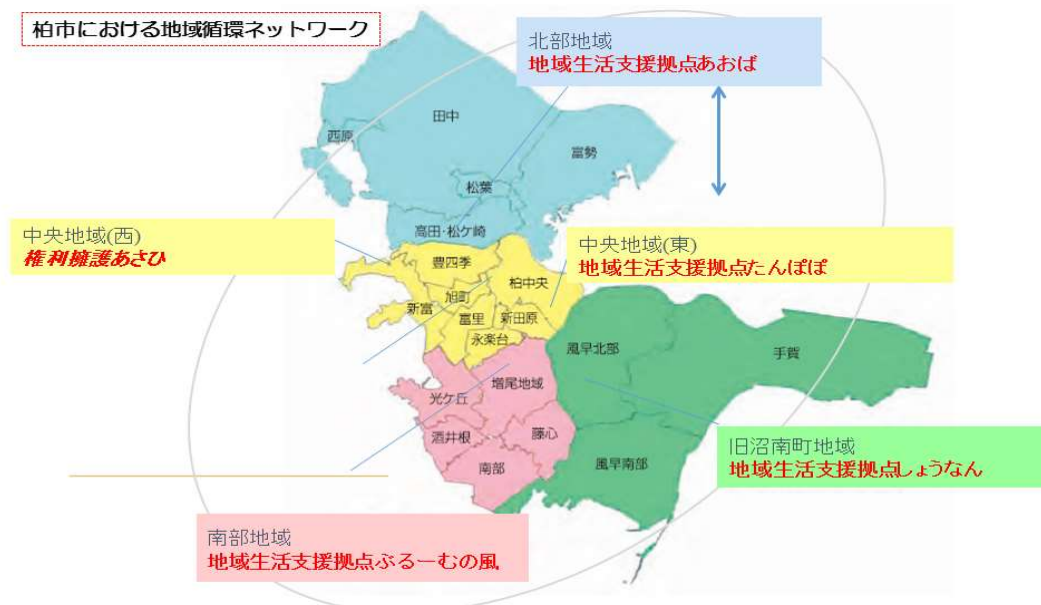 柏市における地域循環ネットワーク
北部地域
地域生活支援拠点あおば
田中
西原
富勢
松葉
高田・松ケ崎
中央地域(西)
権利擁護あさひ
中央地域(東)
地域生活支援拠点たんぽぽ
豊四季
柏中央
旭町
新富
富里
新田原
永楽台
風早北部
手賀
増尾地域
光ケ丘
酒井根
藤心
南部
風早南部
旧沼南町地域
地域生活支援拠点しょうなん
南部地域
地域生活支援拠点ぶるーむの風